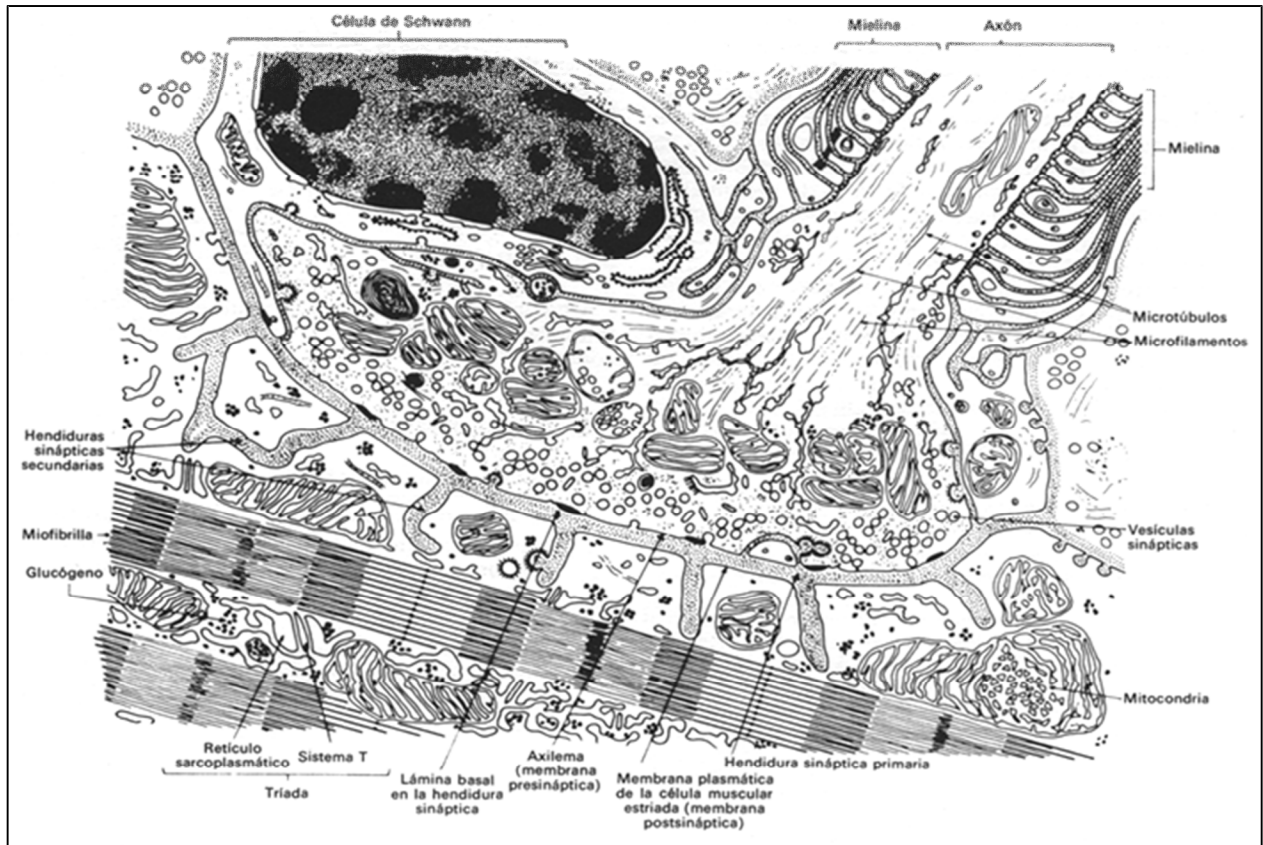 Célula de Schwann
Mielina
Axón
Mielina
Microtúbulos
Microfilamentos
Hendiduras
sinápticas
secundarias
Vesículas
sinápticas
Miofibrilla
Glucógeno
Mitocondria
Retículo
sarcoplasmático
Sistema T
Tríada
Lámina basal
en la hendidura
sináptica
Axilema
(membrana
presináptica)
Membrana plasmática
de la célula muscular
estriada (membrana
postsináptica)
Hendidura sináptica primaria